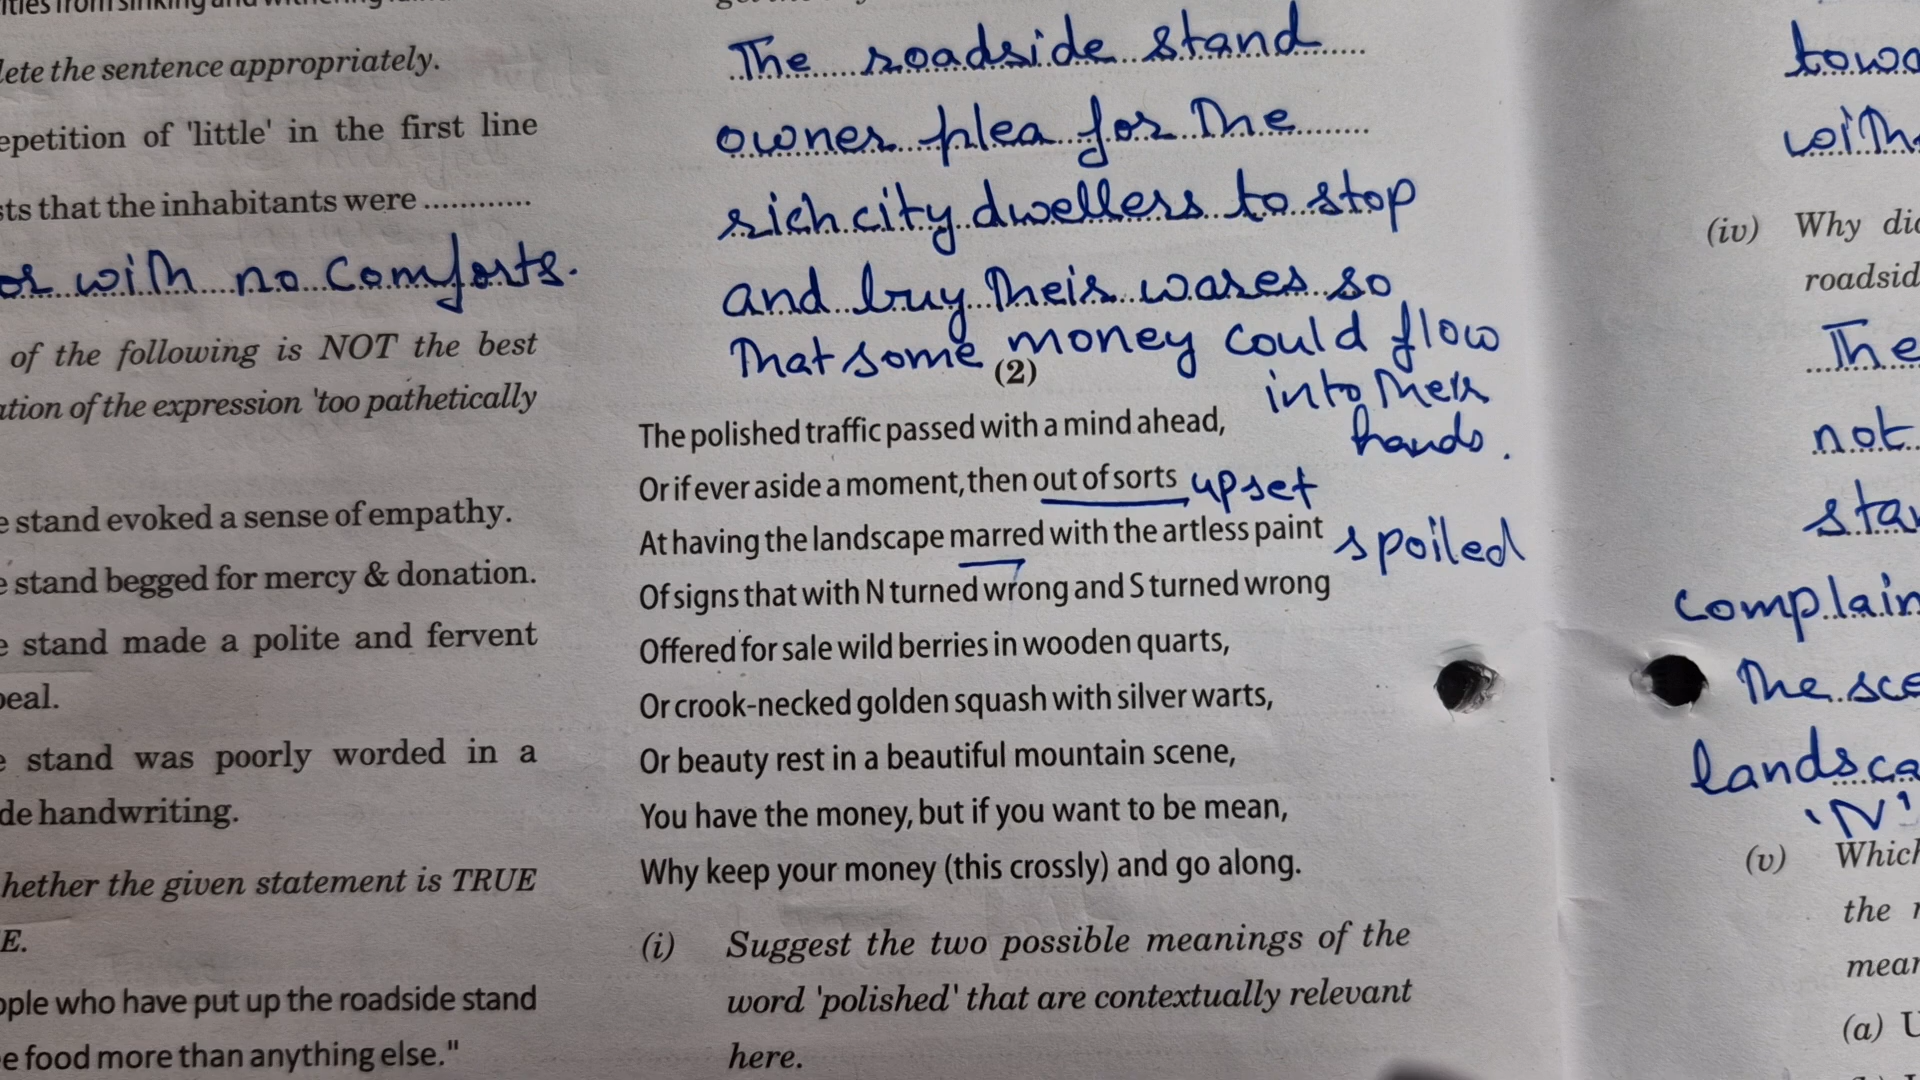 lete the sentence appropriately.
epetition of 'little' in the first line
sts that the inhabitants were ............
with no comforts.
of the following is NOT the best
ation of the expression 'too pathetically
e stand evoked a sense of empathy.
e stand begged for mercy & donation.
e stand made a polite and fervent
peal.
e stand was poorly worded in a
de handwriting.
hether the given statement is TRUE
E.
ople who have put up the roadside stand
e food more than anything else."
The roadside stand
owner plea for the
rich city dwellers to stop
and buy their wares so
that some money could flow
into their
hands.
(2)
The polished traffic passed with a mind ahead,
Or if ever aside a moment, then out of sorts upset
At having the landscape marred with the artless paint spoiled
Of signs that with N turned wrong and S turned wrong
Offered for sale wild berries in wooden quarts,
Or crook-necked golden squash with silver warts,
Or beauty rest in a beautiful mountain scene,
You have the money, but if you want to be mean,
Why keep your money (this crossly) and go along.
(i) Suggest the two possible meanings of the
word 'polished' that are contextually relevant
here.
towa
with
(iv) Why did
roadsid
The
not
sta
complain
the sce
landsca
'N'
(v) Which
the
mean
(a) U